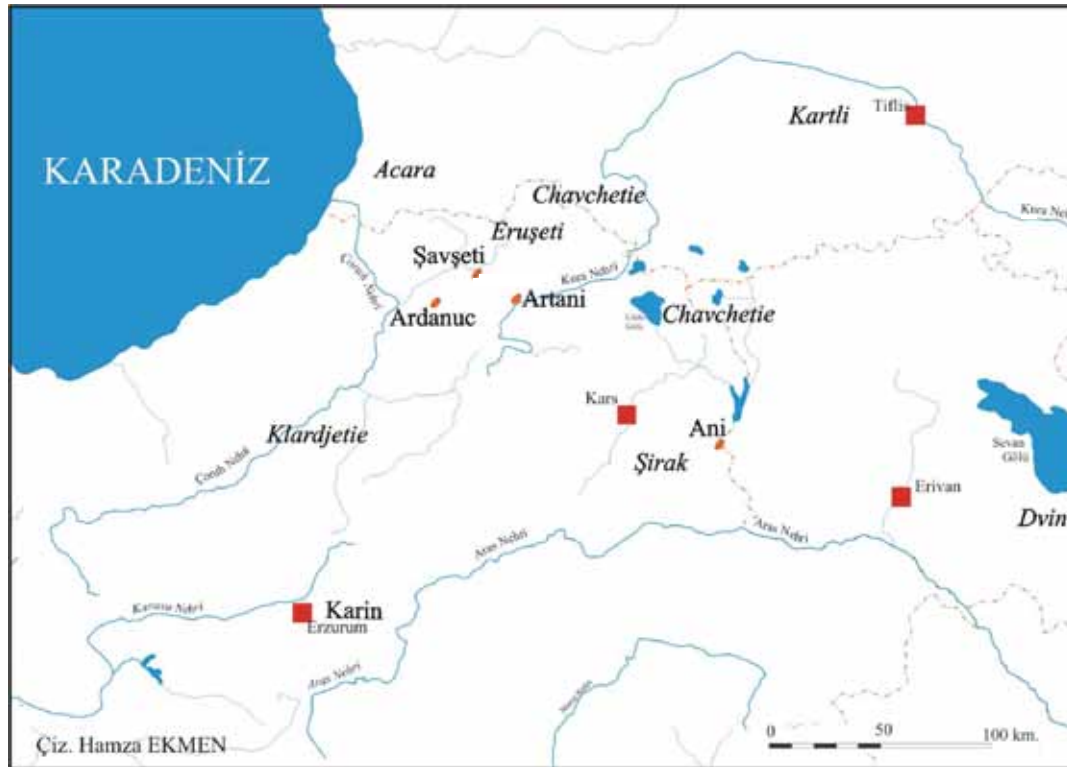 Kartli
Tiflis
KARADENİZ
Acara
Chavchetie
Kura Nehri
Eruşeti
Şavşeti
Çoruh Nehri
Kura Nehri
Artani
Ardanuc
Chavchetie
Kars
Ani
Klardjetie
Sevan
Gölü
Şirak
Çoruh Nehri
Erivan
Dvin
Aras Nehri
Aras Nehri
Karasu Nehri
Karin
Erzurum
Aras Nehri
0 50 100 km.
Çiz. Hamza EKMEN